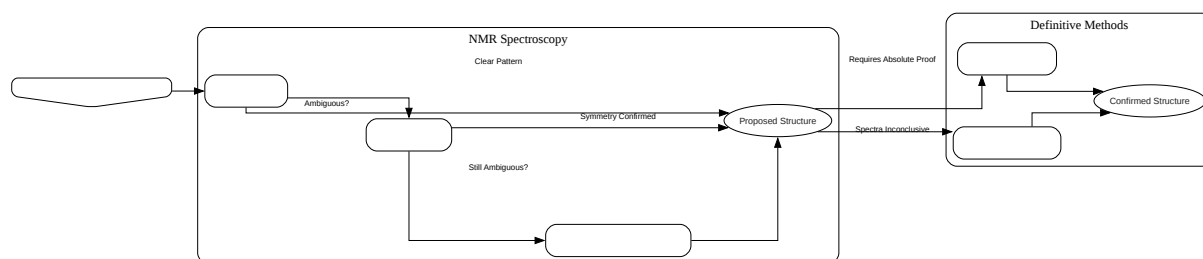 NMR Spectroscopy
Clear Pattern
Ambiguous?
Symmetry Confirmed
Still Ambiguous?
Proposed Structure
Requires Absolute Proof
Spectra Inconclusive
Definitive Methods
Confirmed Structure